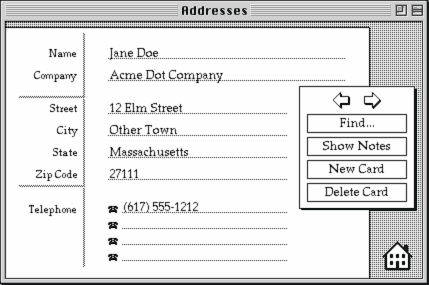 Addresses
Name Jane Doe
Company Acme Dot Company
Street 12 Elm Street
City Other Town
State Massachusetts
Zip Code 27111
Telephone (617) 555-1212
Find...
Show Notes
New Card
Delete Card